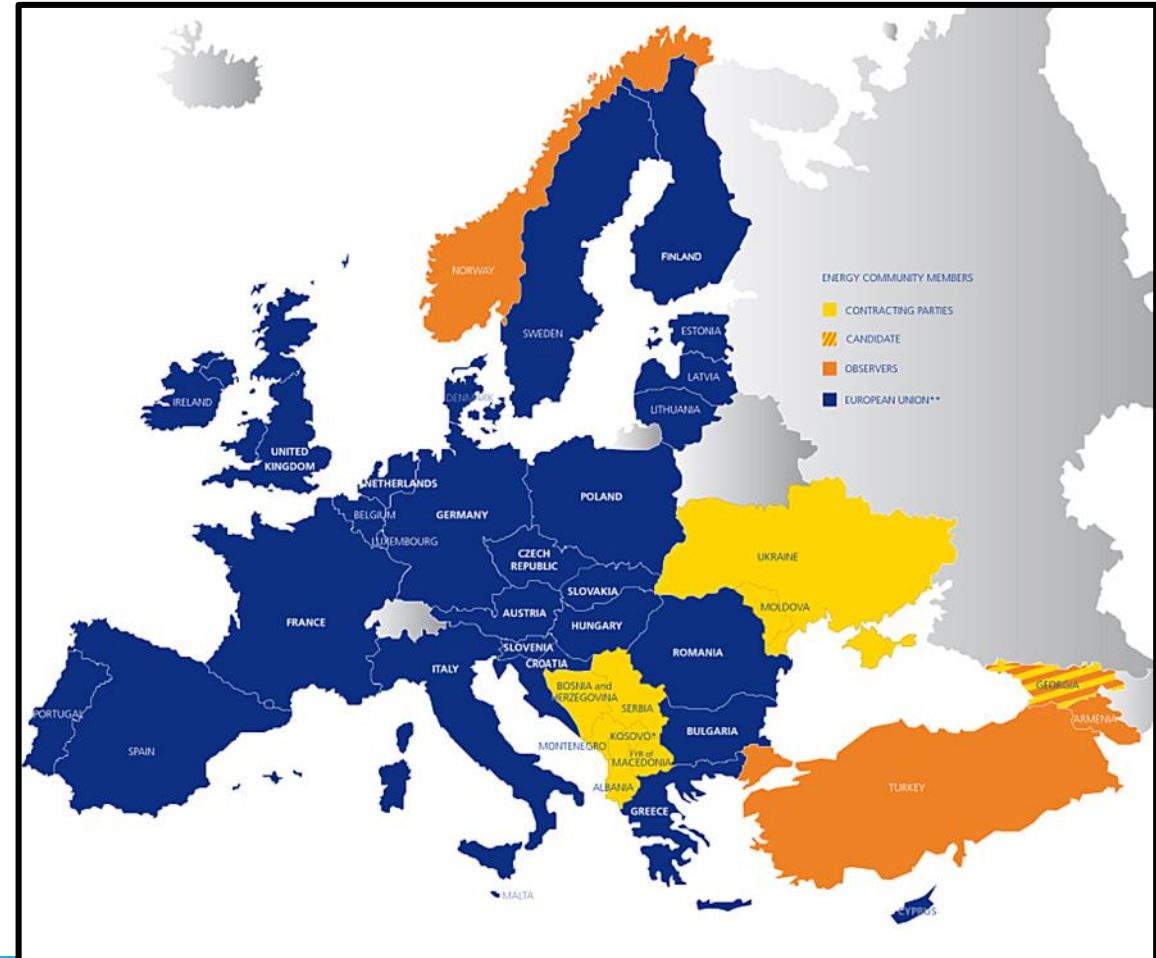 NORWAY
FINLAND
SWEDEN
ESTONIA
LATVIA
LITHUANIA
DENMARK
IRELAND
UNITED
KINGDOM
NETHERLANDS
BELGIUM
LUXEMBOURG
GERMANY
POLAND
CZECH
REPUBLIC
SLOVAKIA
AUSTRIA
HUNGARY
FRANCE
SLOVENIA
CROATIA
ITALY
ROMANIA
BOSNIA and
HERZEGOVINA
SERBIA
KOSOVO*
MONTENEGRO
FYR of
MACEDONIA
ALBANIA
BULGARIA
GREECE
PORTUGAL
SPAIN
MALTA
UKRAINE
MOLDOVA
GEORGIA
ARMENIA
TURKEY
CYPRUS
ENERGY COMMUNITY MEMBERS
CONTRACTING PARTIES
CANDIDATE
OBSERVERS
EUROPEAN UNION**